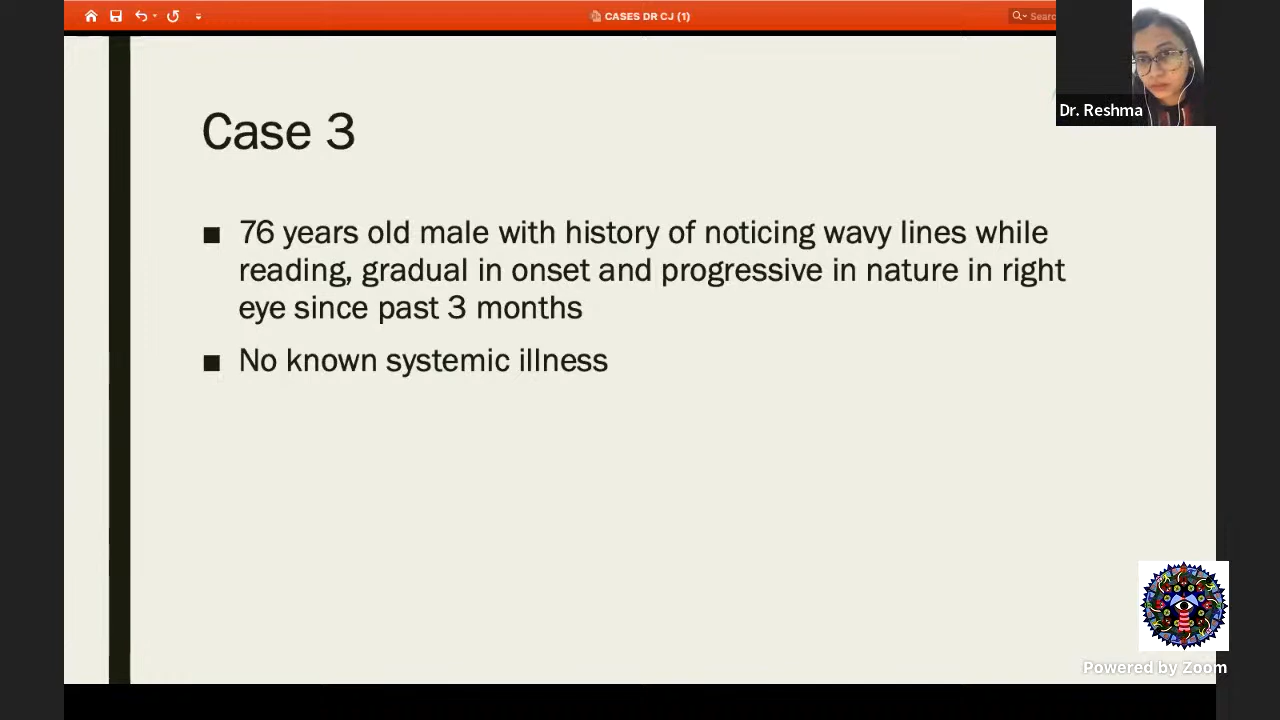 CASES DR CJ (1)
Searc
Dr. Reshma
Case 3
■ 76 years old male with history of noticing wavy lines while
reading, gradual in onset and progressive in nature in right
eye since past 3 months
■ No known systemic illness
Powered by Zoom